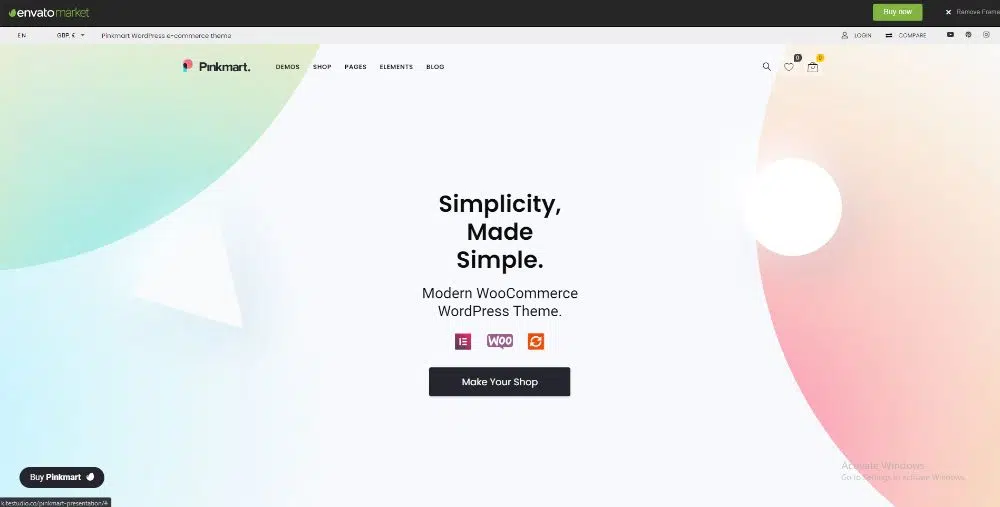 envatomarket
Buy now
✕ Remove Frame
EN
GBP, £
Pinkmart WordPress e-commerce theme
LOGIN
COMPARE
Pinkmart.
DEMOS
SHOP
PAGES
ELEMENTS
BLOG
0
0
Simplicity,
Made
Simple.
Modern WooCommerce
WordPress Theme.
WOO
Make Your Shop
Buy Pinkmart
Activate Windows
Go to Settings to activate Windows.
kitestudio.co/pinkmart-presentation/#